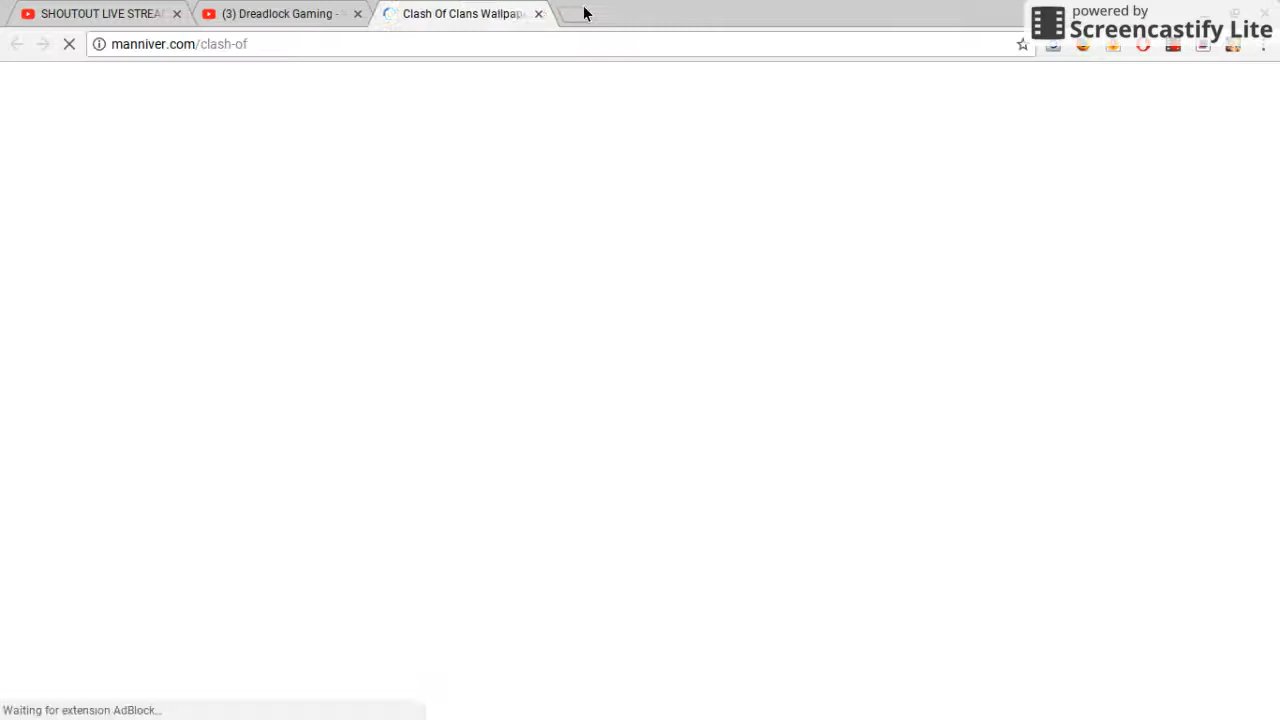 SHOUTOUT LIVE STREA
(3) Dreadlock Gaming -
Clash Of Clans Wallpap
powered by
Screencastify Lite
manniver.com/clash-of
Waiting for extension AdBlock...